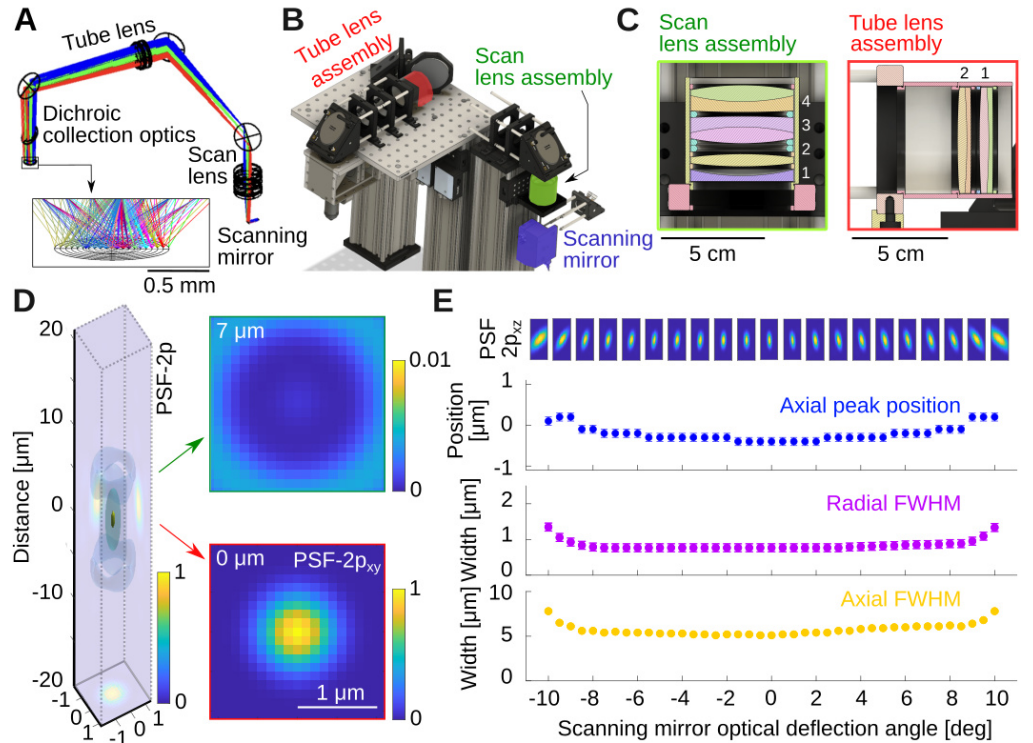 A
Tube lens
Dichroic
collection optics
Scan
lens
Scanning
mirror
0.5 mm
B
Tube lens
assembly
Scan
lens assembly
Scanning
mirror
C
Scan
lens assembly
4
3
2
1
5 cm
Tube lens
assembly
2 1
5 cm
D
20
10
0
-10
-20
Distance [µm]
-1
0
1
-1
0
1
PSF-2p
1
0
7 µm
0.01
0
0 µm
PSF-2pxy
1 µm
1
0
E
PSF
2pxz
1
0
-1
Position
[µm]
Axial peak position
2
1
0
Width [µm]
Radial FWHM
10
5
0
Width [µm]
Axial FWHM
-10 -8 -6 -4 -2 0 2 4 6 8 10
Scanning mirror optical deflection angle [deg]